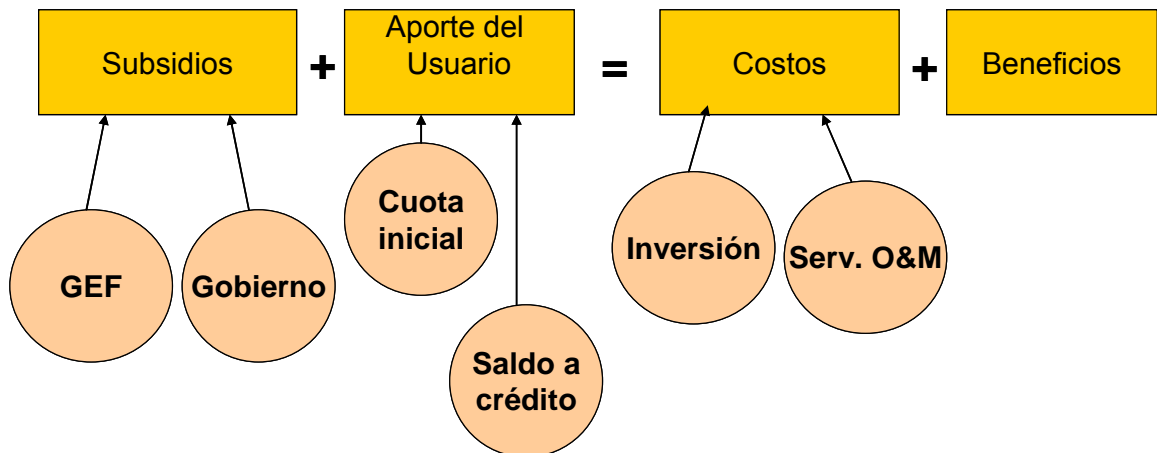 Subsidios
+
Aporte del
Usuario
=
Costos
+
Beneficios
GEF
Gobierno
Cuota
inicial
Saldo a
crédito
Inversión
Serv. O&M